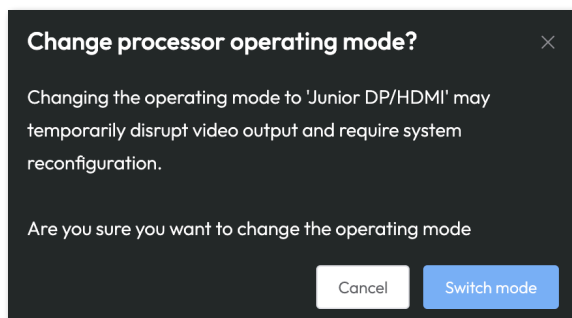 Change processor operating mode?
Changing the operating mode to 'Junior DP/HDMI' may
temporarily disrupt video output and require system
reconfiguration.
Are you sure you want to change the operating mode
Cancel
Switch mode